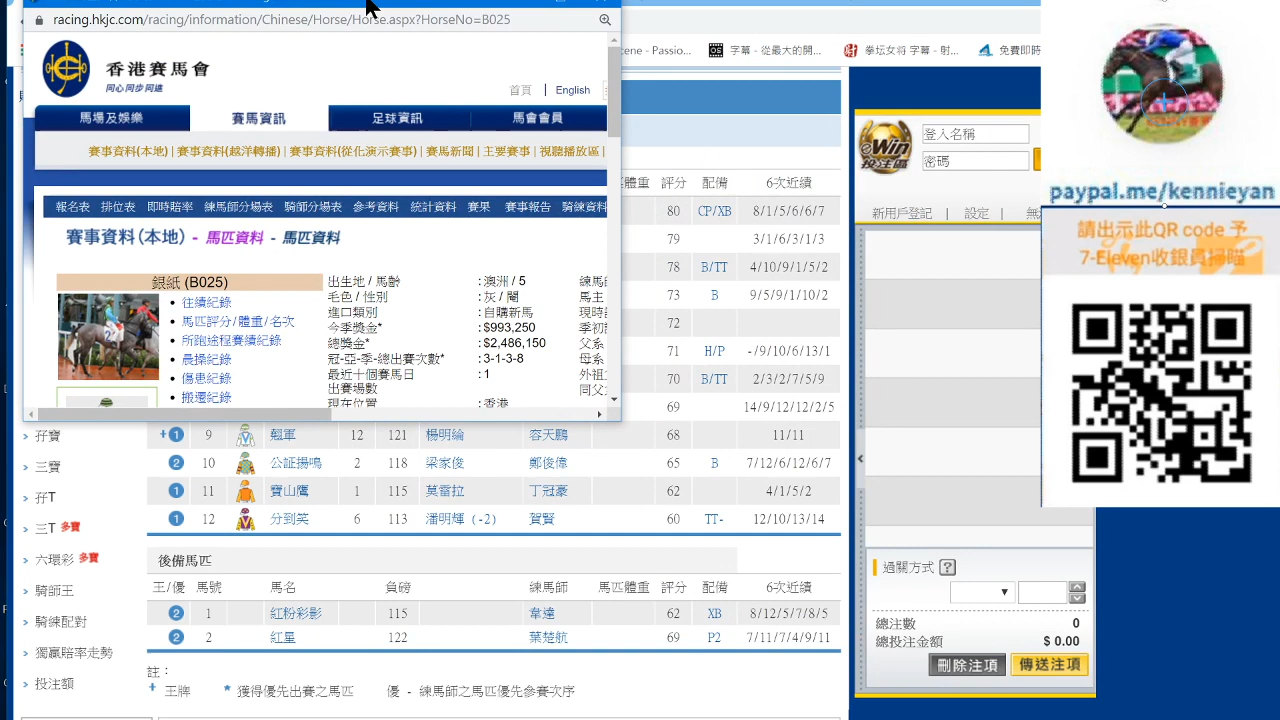 racing.hkjc.com/racing/information/Chinese/Horse/Horse.aspx?HorseNo=B025
cene - Passio... 字幕 - 從最大的開... 拳坛女将 字幕 - 射... 免費即時
香港賽馬會
同心同步同進
首頁 English
馬場及娛樂 賽馬資訊 足球資訊 馬會會員
賽事資料(本地) | 賽事資料(越洋轉播) | 賽事資料(從化演示賽事) | 賽馬新聞 | 主要賽事 | 視聽播放區 |
報名表 排位表 即時賠率 練馬師分場表 騎師分場表 參考資料 統計資料 賽果 賽事報告 騎練資料
賽事資料(本地) - 馬匹資料 - 馬匹資料
銀紙 (B025)
往績紀錄
馬匹評分/體重/名次
所跑途程賽績紀錄
晨操紀錄
傷患紀錄
搬遷紀錄
出生地 / 馬齡 : 澳洲 / 5 練馬
毛色 / 性別 : 灰 / 閹 馬主
進口類別 : 自購新馬 現時
今季獎金* : $993,250 季初
總獎金* : $2,486,150 父系
冠-亞-季-總出賽次數* : 3-1-3-8 母系
最近十個賽馬日 : 1 外祖
出賽場數 同父
現在位置 : 香港
體重 評分 配備 6次近績
80 CP/XB 8/1/5/6/6/7
79 3/1/6/3/1/3
78 B/TT 4/10/9/1/5/2
73 B 9/5/9/1/10/2
72
71 H/P -/9/10/6/13/1
70 B/TT 2/3/2/7/5/9
69 14/9/12/12/2/5
+ 1 9 翹軍 12 121 楊明綸 容天鵬 68 11/11
2 10 公証揚鳴 2 118 梁家俊 鄭俊偉 65 B 7/12/6/12/6/7
1 11 寶山鷹 1 115 莫雷拉 丁冠豪 62 4/1/5/2
1 12 分到笑 6 113 潘明輝 (-2) 賀賢 60 TT- 12/10/13/14
孖寶
三寶
孖T
三T 多寶
六環彩 多寶
騎師王
騎練配對
獨贏賠率走勢
投注額
後備馬匹
王/優 馬號 馬名 負磅 練馬師 馬匹體重 評分 配備 6次近績
2 1 紅粉彩影 115 韋達 62 XB 8/12/5/7/8/5
2 2 紅星 122 葉楚航 69 P2 7/11/7/4/9/11
註 :
+ 王牌 * 獲得優先出賽之馬匹 優 - 練馬師之馬匹優先參賽次序
eWin
投注區
登入名稱
密碼
新用戶登記 | 設定 |
過關方式 ?
總注數 0
總投注金額 $ 0.00
刪除注項 傳送注項
paypal.me/kennieyan
請出示此QR code 予
7-Eleven收銀員掃瞄